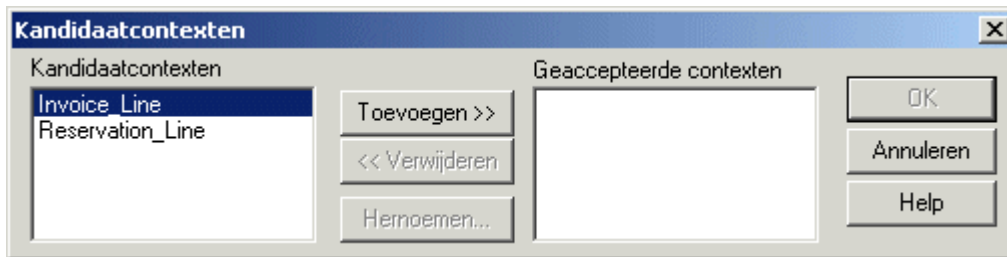 Kandidaatcontexten
Kandidaatcontexten
Invoice_Line
Reservation_Line
Toevoegen >>
<< Verwijderen
Hernoemen...
Geaccepteerde contexten
OK
Annuleren
Help